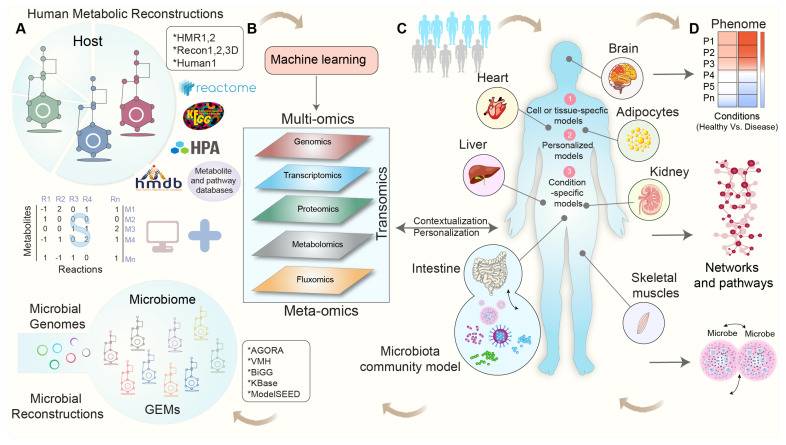 Human Metabolic Reconstructions
A
Host
*HMR1,2
*Recon1,2,3D
*Human1
reactome
KEGG
HPA
hmdb
Metabolite
and pathway
databases
R1 R2 R3 R4 Rn
Metabolites
-1 2 0 1 1 M1
1 0 0 0 M2
0 0 1 1 2 M3
-1 1 0 2 1 M4
1 -1 1 0 1 Mn
S
Reactions
Microbial
Genomes
Microbial
Reconstructions
Microbiome
GEMs
*AGORA
*VMH
*BiGG
*KBase
*ModelSEED
B
Machine learning
Multi-omics
Genomics
Transcriptomics
Proteomics
Metabolomics
Fluxomics
Transomics
Meta-omics
Contextualization
Personalization
C
Brain
Heart
Adipocytes
Liver
Kidney
1
Cell or tissue-specfic
models
2
Personalized
models
3
Condition
-specific
models
Intestine
Skeletal
muscles
Microbiota
community model
D
Phenome
P1
P2
P3
P4
P5
Pn
Conditions
(Healthy Vs. Disease)
Networks
and pathways
Microbe Microbe